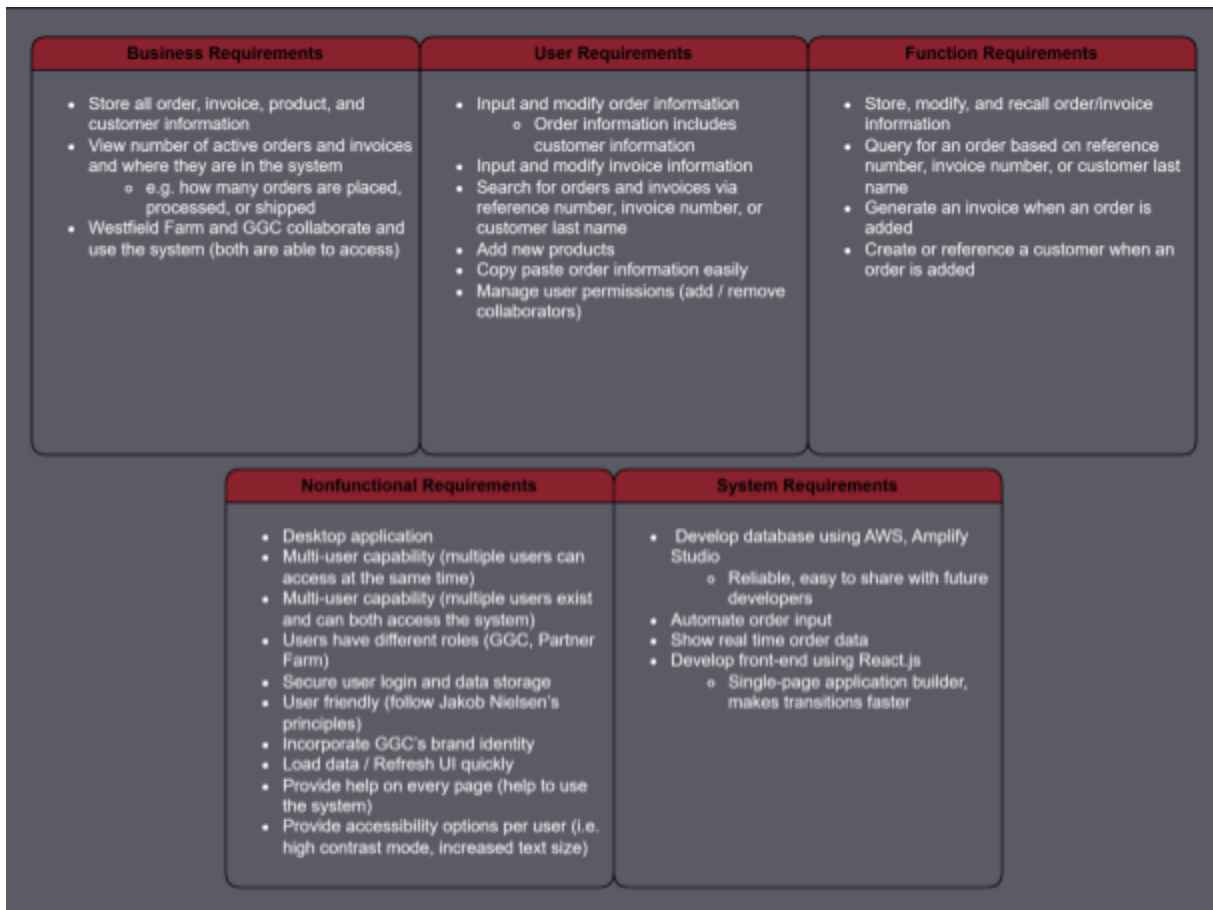 Business Requirements
• Store all order, invoice, product, and
customer information
• View number of active orders and invoices
and where they are in the system
○ e.g. how many orders are placed,
processed, or shipped
• Westfield Farm and GGC collaborate and
use the system (both are able to access)
User Requirements
• Input and modify order information
○ Order information includes
customer information
• Input and modify invoice information
• Search for orders and invoices via
reference number, invoice number, or
customer last name
• Add new products
• Copy paste order information easily
• Manage user permissions (add / remove
collaborators)
Function Requirements
• Store, modify, and recall order/invoice
information
• Query for an order based on reference
number, invoice number, or customer last
name
• Generate an invoice when an order is
added
• Create or reference a customer when an
order is added
Nonfunctional Requirements
• Desktop application
• Multi-user capability (multiple users can
access at the same time)
• Multi-user capability (multiple users exist
and can both access the system)
• Users have different roles (GGC, Partner
Farm)
• Secure user login and data storage
• User friendly (follow Jakob Nielsen's
principles)
• Incorporate GGC's brand identity
• Load data / Refresh UI quickly
• Provide help on every page (help to use
the system)
• Provide accessibility options per user (i.e.
high contrast mode, increased text size)
System Requirements
• Develop database using AWS, Amplify
Studio
○ Reliable, easy to share with future
developers
• Automate order input
• Show real time order data
• Develop front-end using React.js
○ Single-page application builder,
makes transitions faster